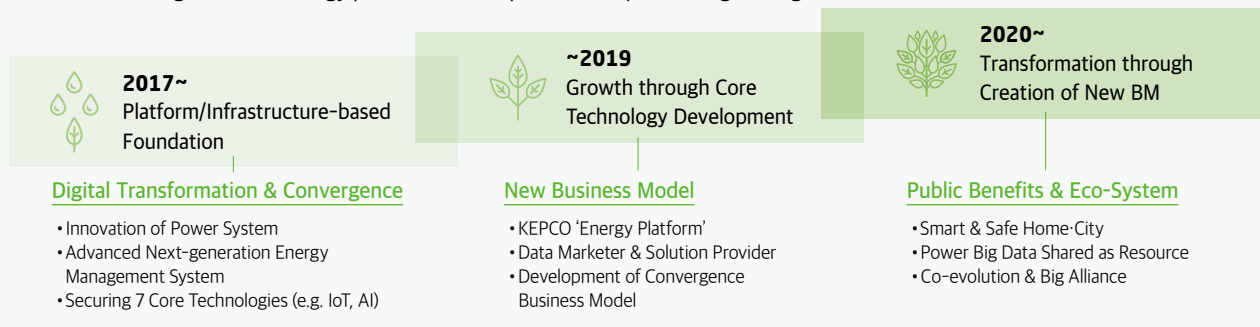 2017~
Platform/Infrastructure-based
Foundation
Digital Transformation & Convergence
•Innovation of Power System
•Advanced Next-generation Energy
Management System
•Securing 7 Core Technologies (e.g. IoT, AI)
~2019
Growth through Core
Technology Development
New Business Model
•KEPCO ‘Energy Platform’
•Data Marketer & Solution Provider
•Development of Convergence
Business Model
2020~
Transformation through
Creation of New BM
Public Benefits & Eco-System
•Smart & Safe Home·City
•Power Big Data Shared as Resource
•Co-evolution & Big Alliance